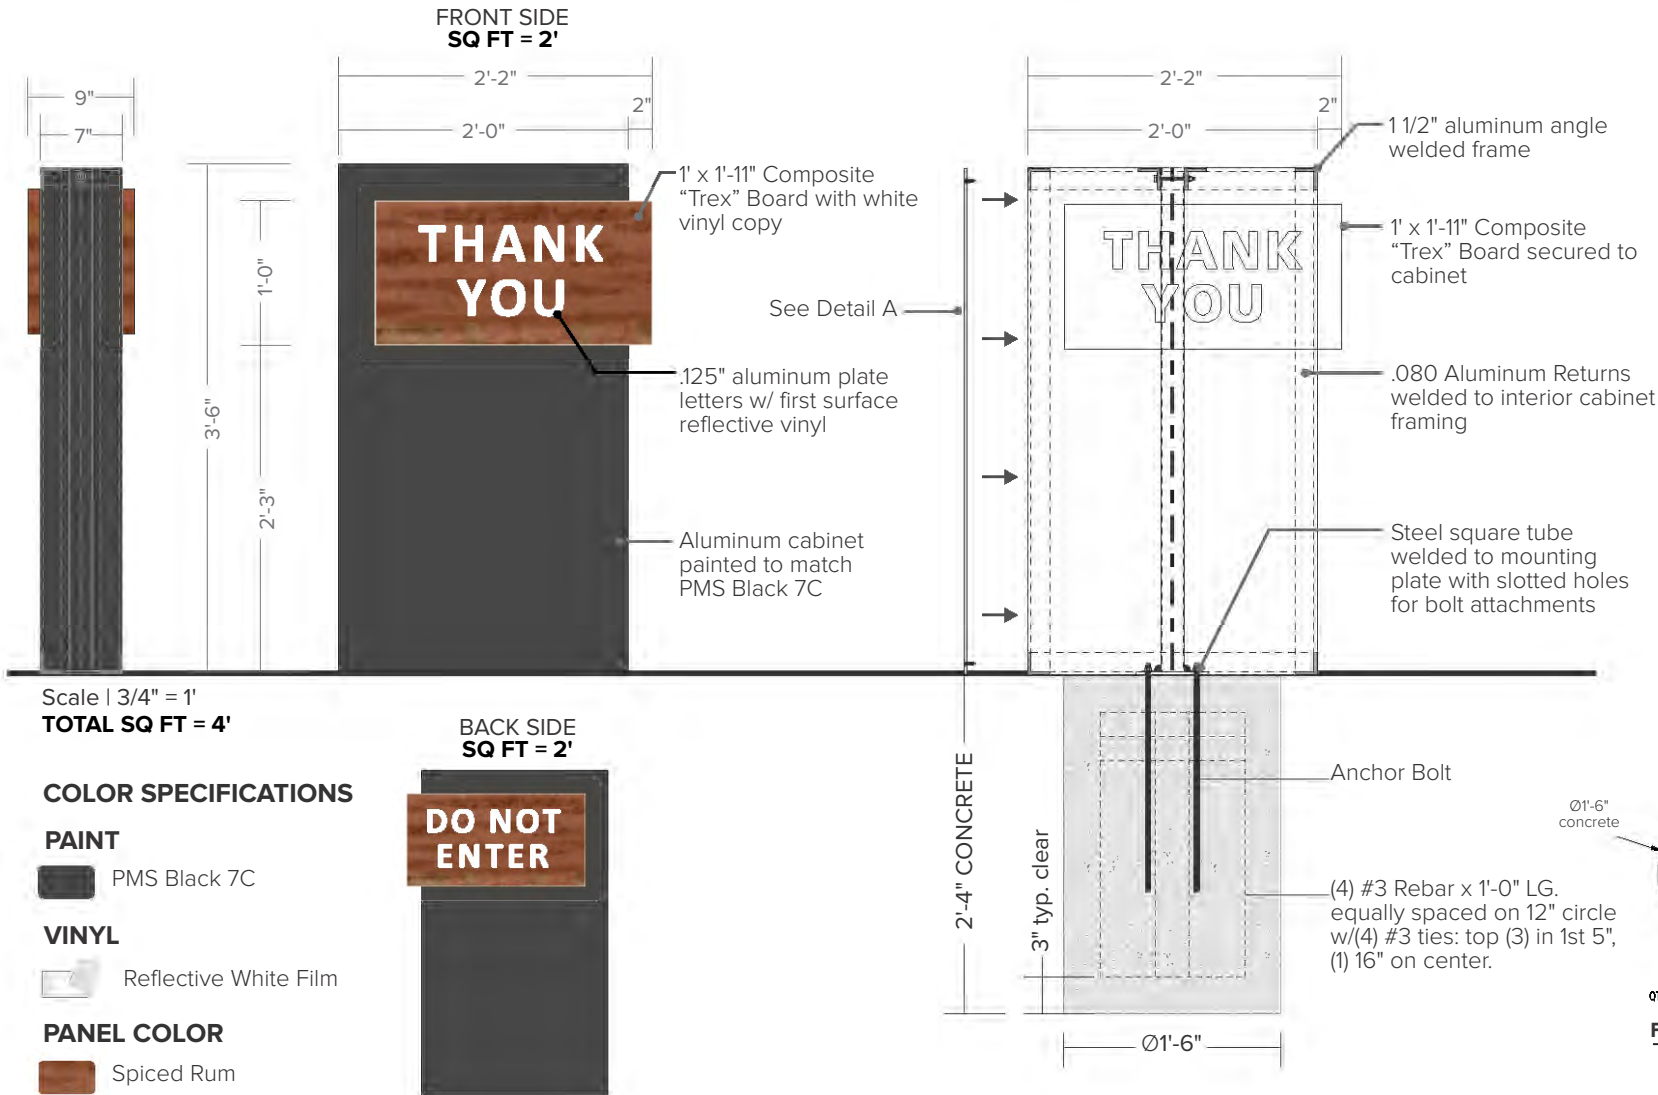 FRONT SIDE
SQ FT = 2'
9"
7"
2'-2"
2"
2'-0"
3'-6"
1'-0"
2'-3"
THANK
YOU
1' x 1'-11" Composite
“Trex” Board with white
vinyl copy
.125" aluminum plate
letters w/ first surface
reflective vinyl
Aluminum cabinet
painted to match
PMS Black 7C
See Detail A
2'-2"
2"
2'-0"
THANK
YOU
1 1/2" aluminum angle
welded frame
1' x 1'-11" Composite
“Trex” Board secured to
cabinet
.080 Aluminum Returns
welded to interior cabinet
framing
Steel square tube
welded to mounting
plate with slotted holes
for bolt attachments
Scale | 3/4" = 1'
TOTAL SQ FT = 4'
COLOR SPECIFICATIONS
PAINT
PMS Black 7C
VINYL
Reflective White Film
PANEL COLOR
Spiced Rum
BACK SIDE
SQ FT = 2'
DO NOT
ENTER
2'-4" CONCRETE
3" typ. clear
Anchor Bolt
(4) #3 Rebar x 1'-0" LG.
equally spaced on 12" circle
w/(4) #3 ties: top (3) in 1st 5",
(1) 16" on center.
Ø1'-6"
Ø1'-6"
concrete